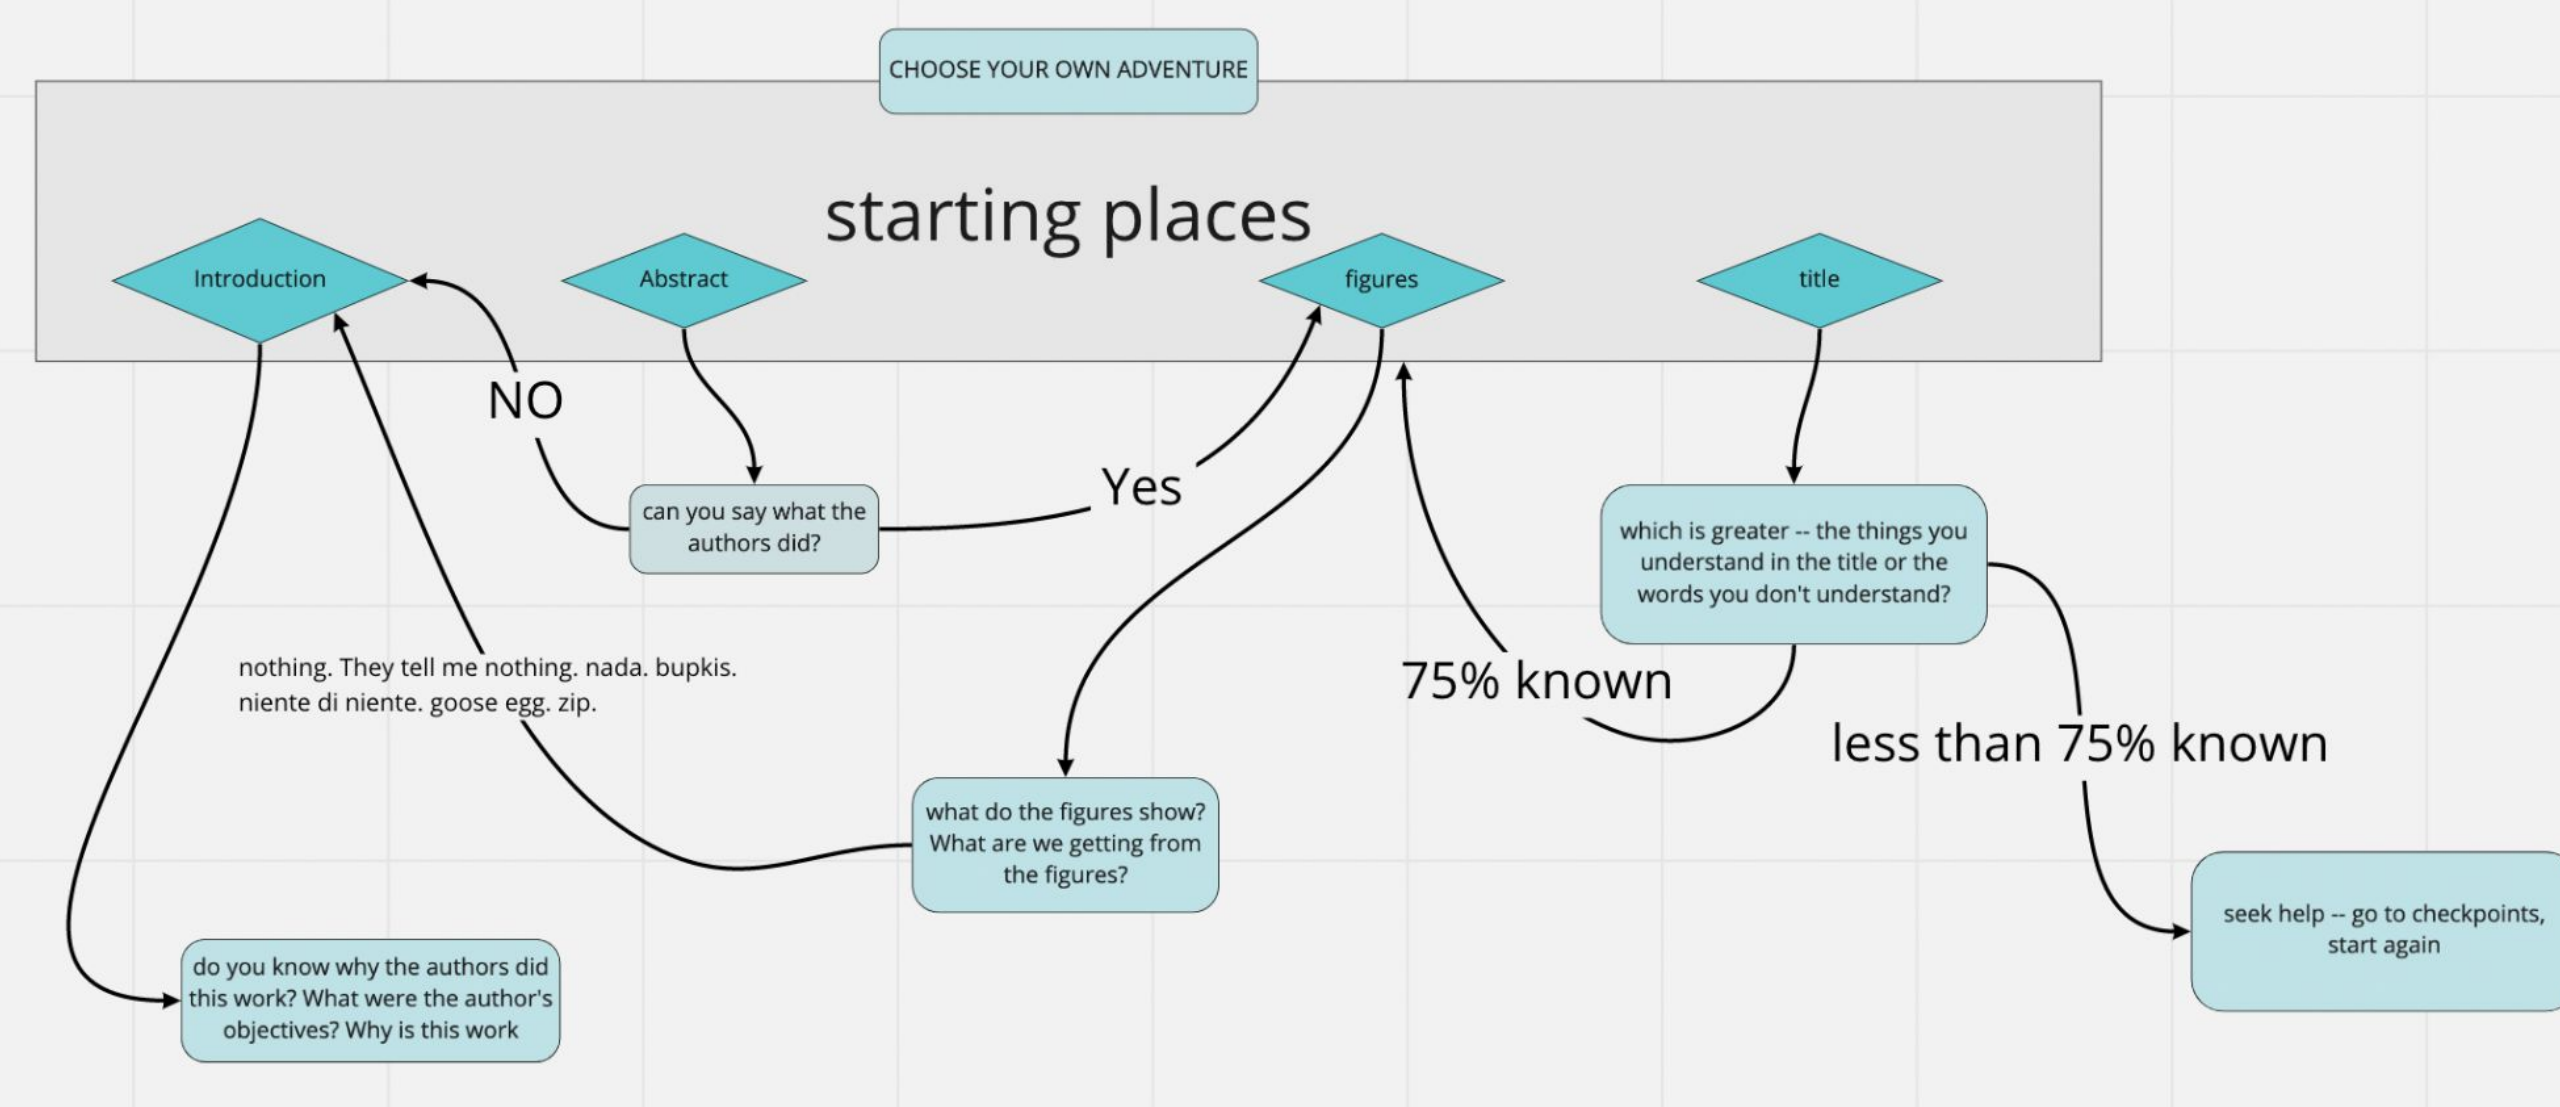 CHOOSE YOUR OWN ADVENTURE
starting places
Introduction
Abstract
figures
title
NO
Yes
can you say what the
authors did?
which is greater -- the things you
understand in the title or the
words you don't understand?
nothing. They tell me nothing. nada. bupkis.
niente di niente. goose egg. zip.
75% known
less than 75% known
what do the figures show?
What are we getting from
the figures?
seek help -- go to checkpoints,
start again
do you know why the authors did
this work? What were the author's
objectives? Why is this work